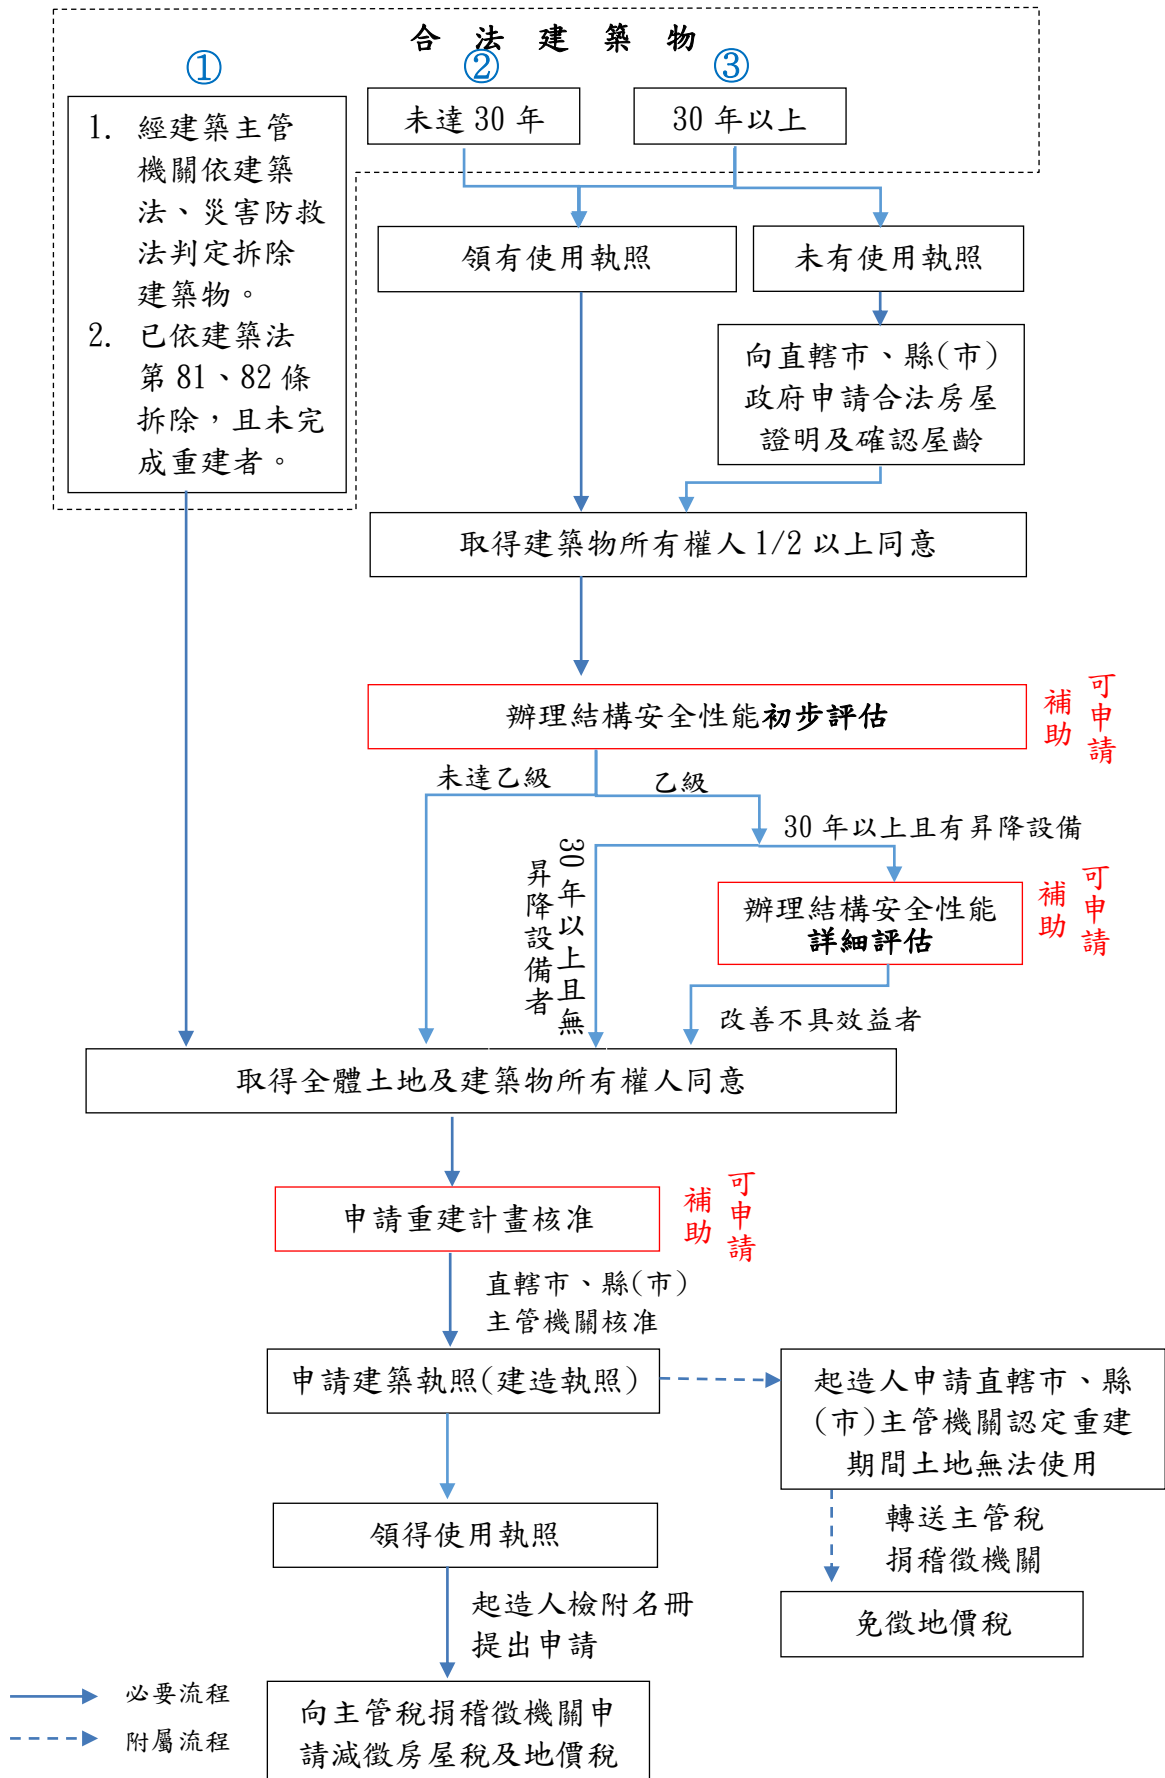 合法建築物
①
②
③
1. 經建築主管
機關依建築
法、災害防救
法判定拆除
建築物。
2. 已依建築法
第 81、82 條
拆除，且未完
成重建者。
未達 30 年
30 年以上
領有使用執照
未有使用執照
向直轄市、縣(市)
政府申請合法房屋
證明及確認屋齡
取得建築物所有權人 1/2 以上同意
辦理結構安全性能初步評估
可申請
補助
未達乙級
乙級
30 年以上且有昇降設備
30 年以上且無
昇降設備者
辦理結構安全性能
詳細評估
可申請
補助
改善不具效益者
取得全體土地及建築物所有權人同意
申請重建計畫核准
可申請
補助
直轄市、縣(市)
主管機關核准
申請建築執照(建造執照)
起造人申請直轄市、縣
(市)主管機關認定重建
期間土地無法使用
轉送主管稅
捐稽徵機關
免徵地價稅
領得使用執照
起造人檢附名冊
提出申請
向主管稅捐稽徵機關申
請減徵房屋稅及地價稅
必要流程
附屬流程